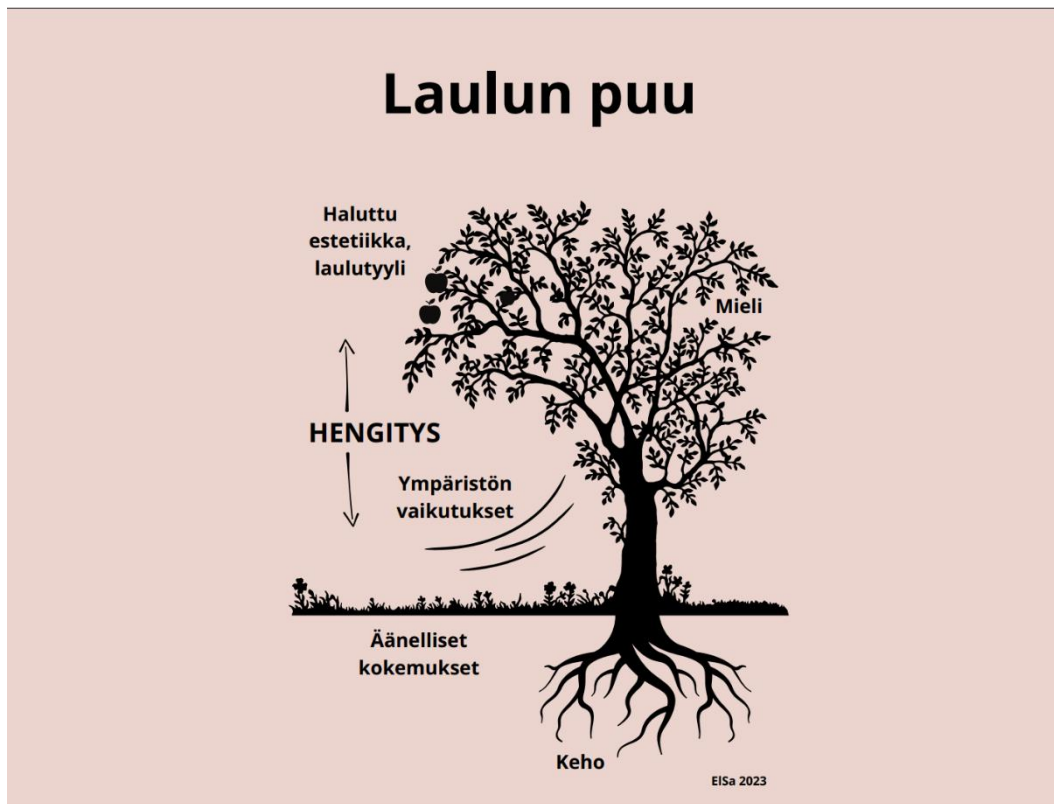 Laulun puu
Haluttu
estetiikka,
laulutyyli
Mieli
HENGITYS
Ympäristön
vaikutukset
Äänelliset
kokemukset
Keho
ElSa 2023